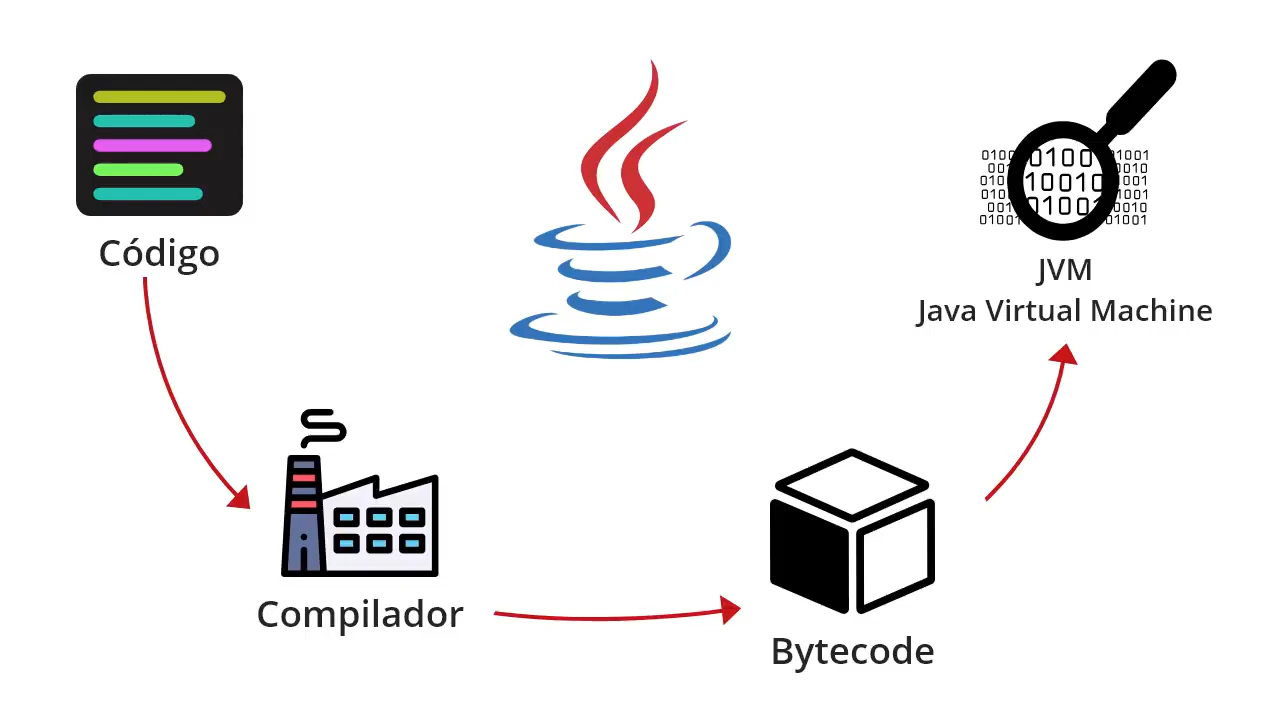 Código
JVM
Java Virtual Machine
Compilador
Bytecode